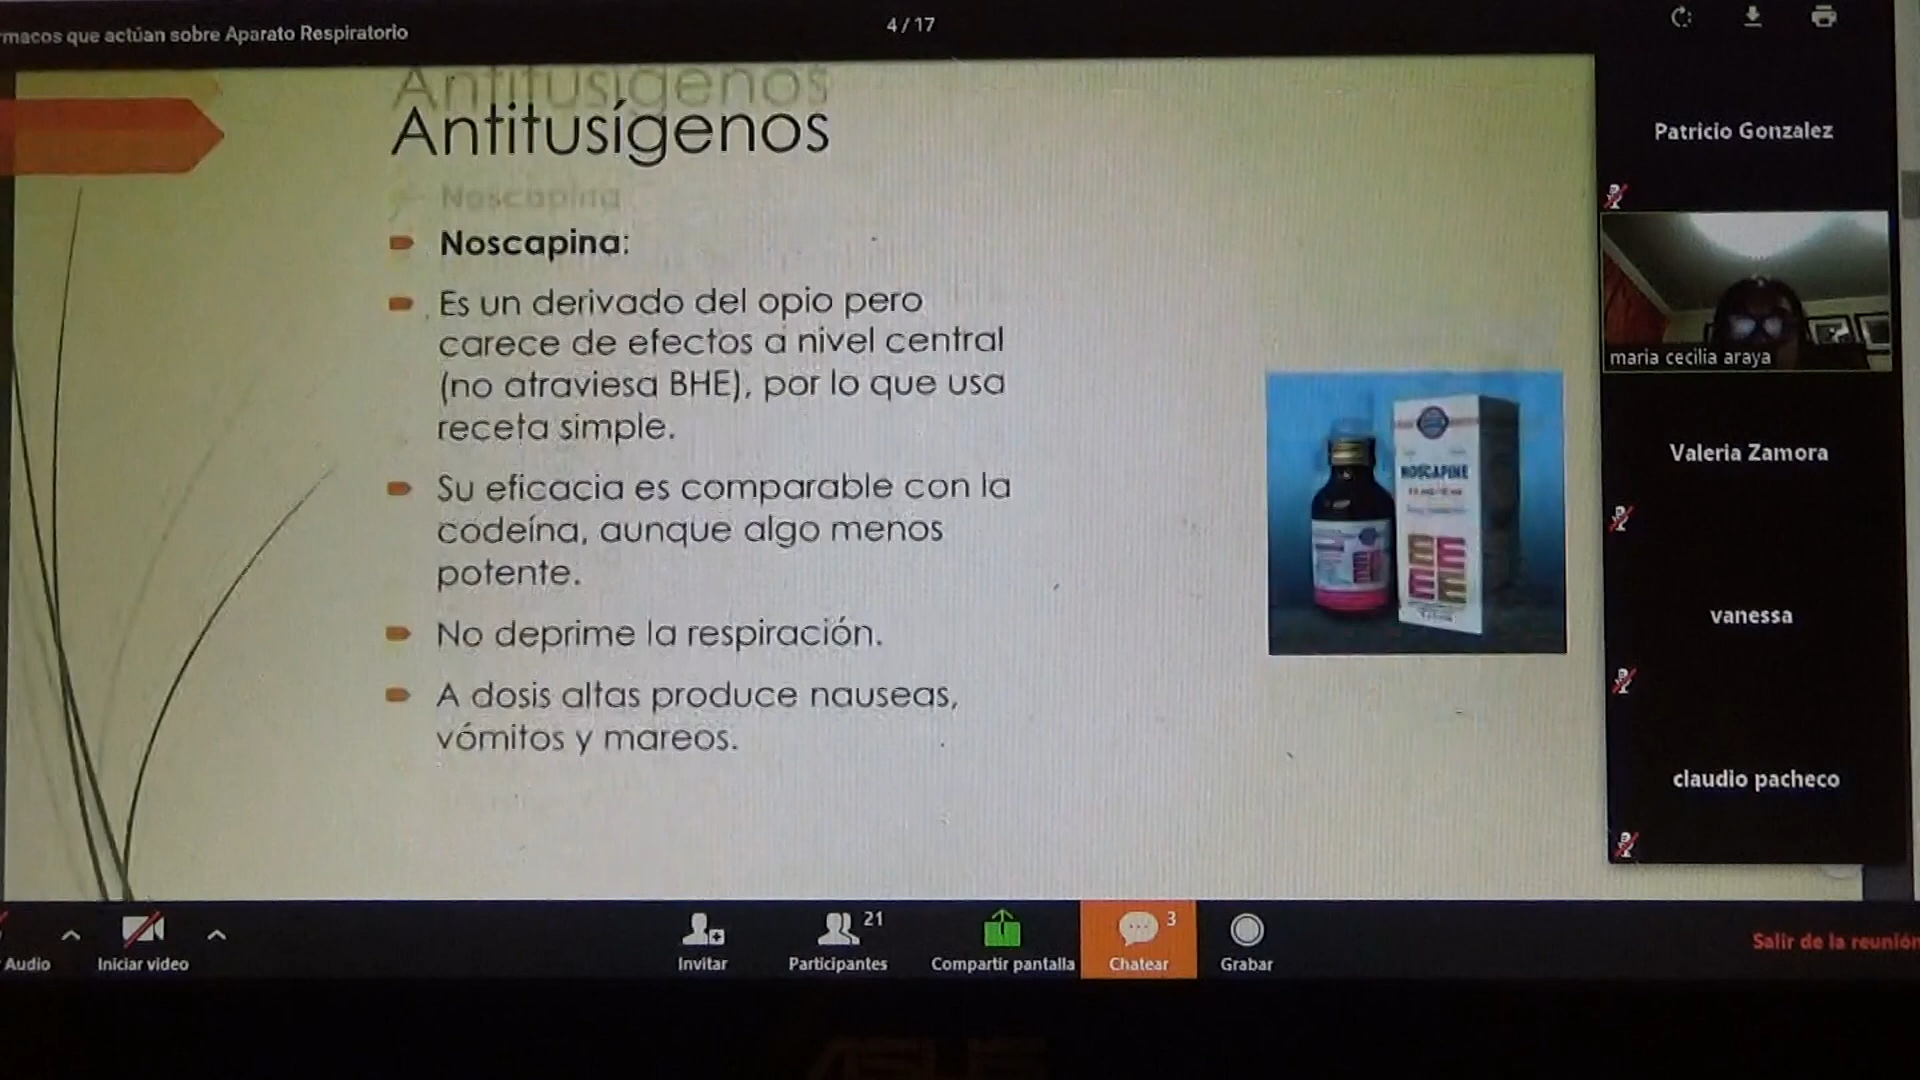 rmacos que actúan sobre Aparato Respiratorio
4 / 17
Antitusígenos
Antitusígenos
Noscapina
Noscapina:
Es un derivado del opio pero
carece de efectos a nivel central
(no atraviesa BHE), por lo que usa
receta simple.
Su eficacia es comparable con la
codeína, aunque algo menos
potente.
No deprime la respiración.
A dosis altas produce nauseas,
vómitos y mareos.
NOSCAPINE
Patricio Gonzalez
maria cecilia araya
Valeria Zamora
vanessa
claudio pacheco
Audio
Iniciar video
Invitar
21
Participantes
Compartir pantalla
3
Chatear
Grabar
Salir de la reunión
ASUS